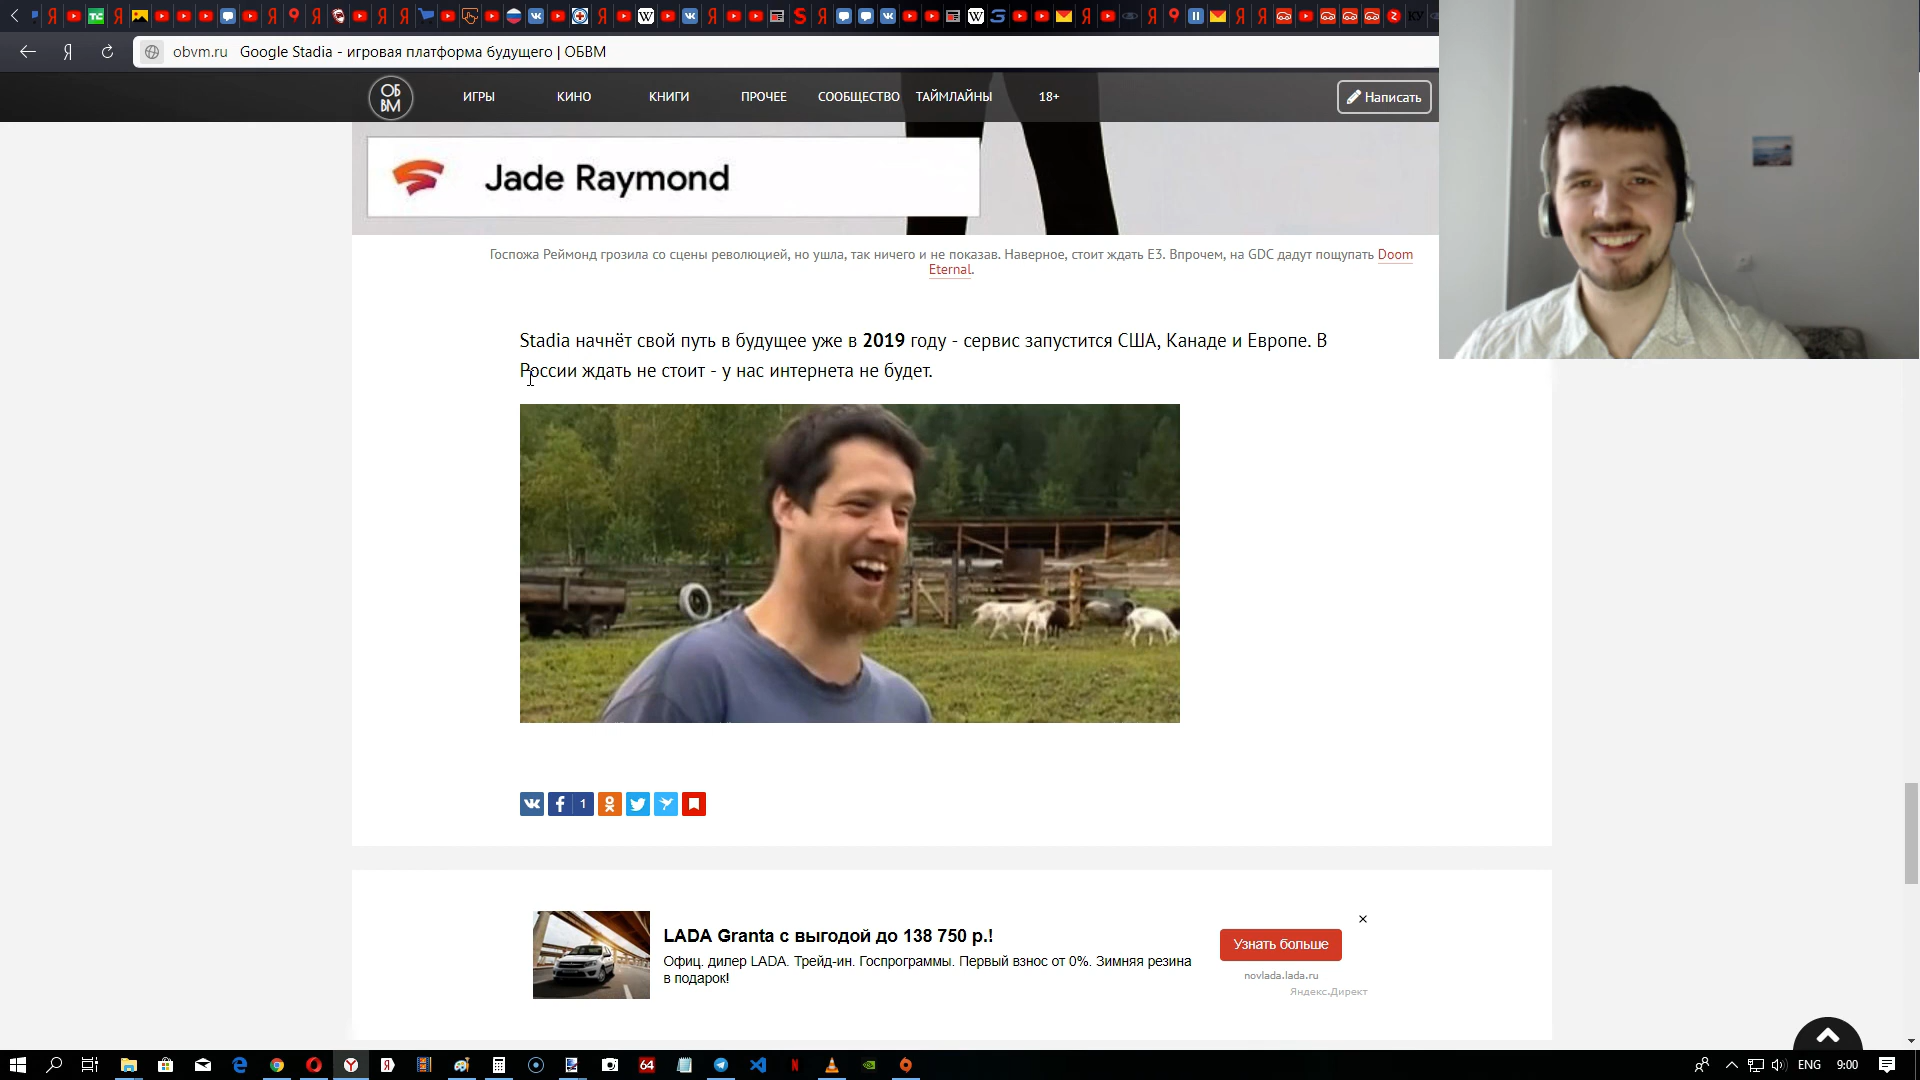 obvm.ru Google Stadia - игровая платформа будущего | ОБВМ
ОБ
ВМ
ИГРЫ КИНО КНИГИ ПРОЧЕЕ СООБЩЕСТВО ТАЙМЛАЙНЫ 18+
Написать
Jade Raymond
Госпожа Реймонд грозила со сцены революцией, но ушла, так ничего и не показав. Наверное, стоит ждать E3. Впрочем, на GDC дадут пощупать Doom
Eternal.
Stadia начнёт свой путь в будущее уже в 2019 году - сервис запустится США, Канаде и Европе. В
России ждать не стоит - у нас интернета не будет.
1
LADA Granta с выгодой до 138 750 р.!
Офиц. дилер LADA. Трейд-ин. Госпрограммы. Первый взнос от 0%. Зимняя резина
в подарок!
Узнать больше
novlada.lada.ru
Яндекс.Директ
64
ENG 9:00